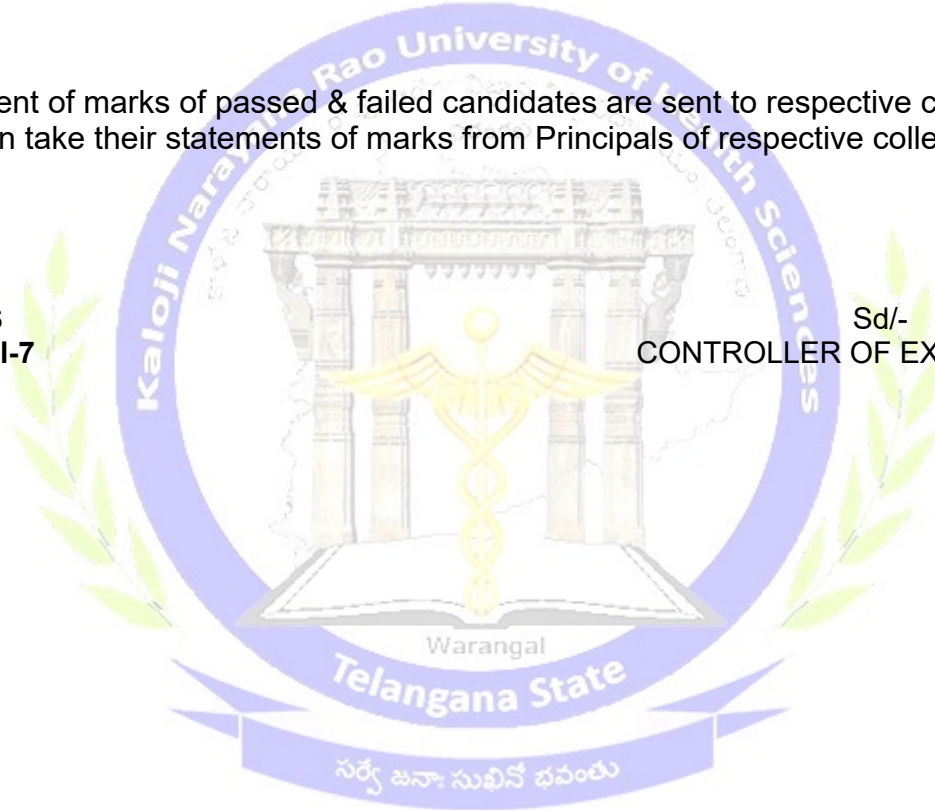 ent of marks of passed & failed candidates are sent to respective c
n take their statements of marks from Principals of respective colle
Kaloji Narayana Rao University of Health Sciences
Sd/-
l-7
CONTROLLER OF EX
Warangal
Telangana State
సర్వే జనాః సుఖినో భవంతు